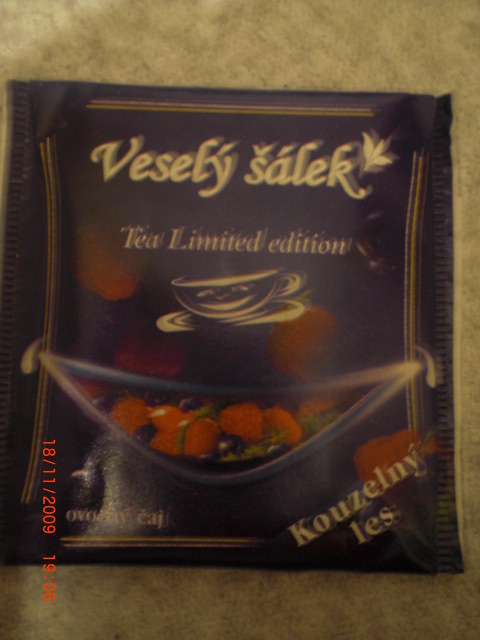 Veselý šálek
Tea Limited edition
ovocný čaj
Kouzelný
les
18/11/2009 19:08